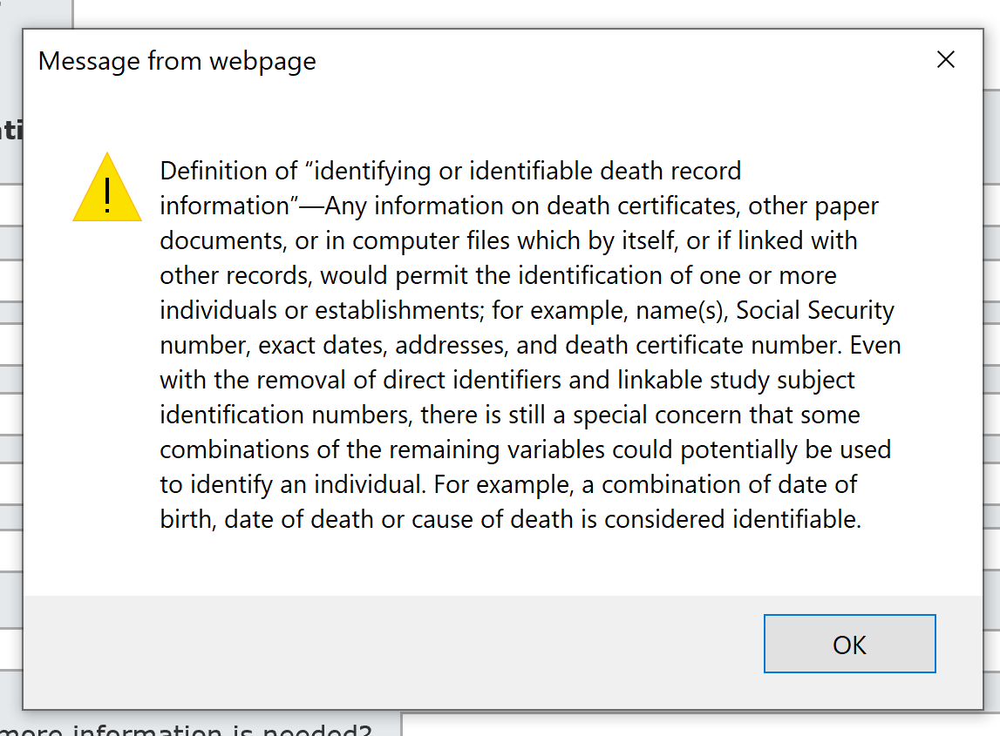 Message from webpage
Definition of “identifying or identifiable death record
information”—Any information on death certificates, other paper
documents, or in computer files which by itself, or if linked with
other records, would permit the identification of one or more
individuals or establishments; for example, name(s), Social Security
number, exact dates, addresses, and death certificate number. Even
with the removal of direct identifiers and linkable study subject
identification numbers, there is still a special concern that some
combinations of the remaining variables could potentially be used
to identify an individual. For example, a combination of date of
birth, date of death or cause of death is considered identifiable.
OK
more information is needed?